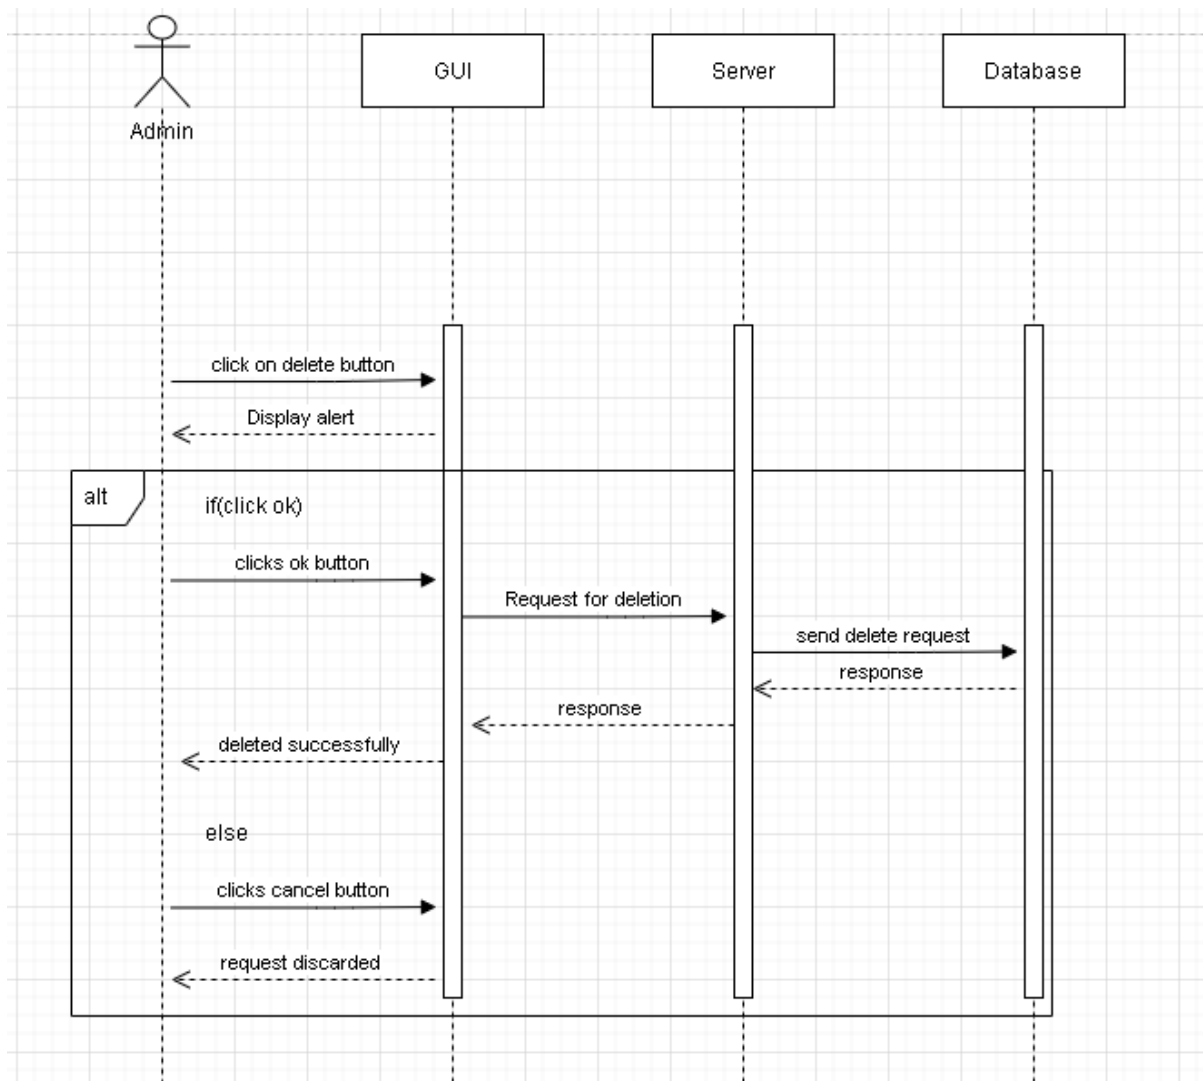 GUI
Server
Database
Admin
click on delete button
Display alert
alt
if(click ok)
clicks ok button
Request for deletion
send delete request
response
response
deleted successfully
else
clicks cancel button
request discarded